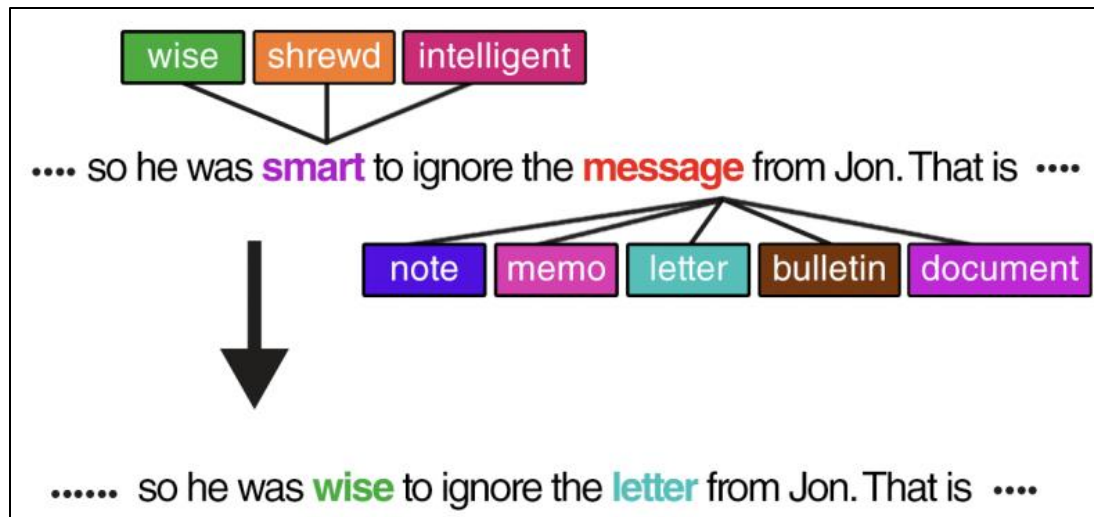 wise shrewd intelligent
.... so he was smart to ignore the message from Jon. That is ....
note memo letter bulletin document
...... so he was wise to ignore the letter from Jon. That is ....